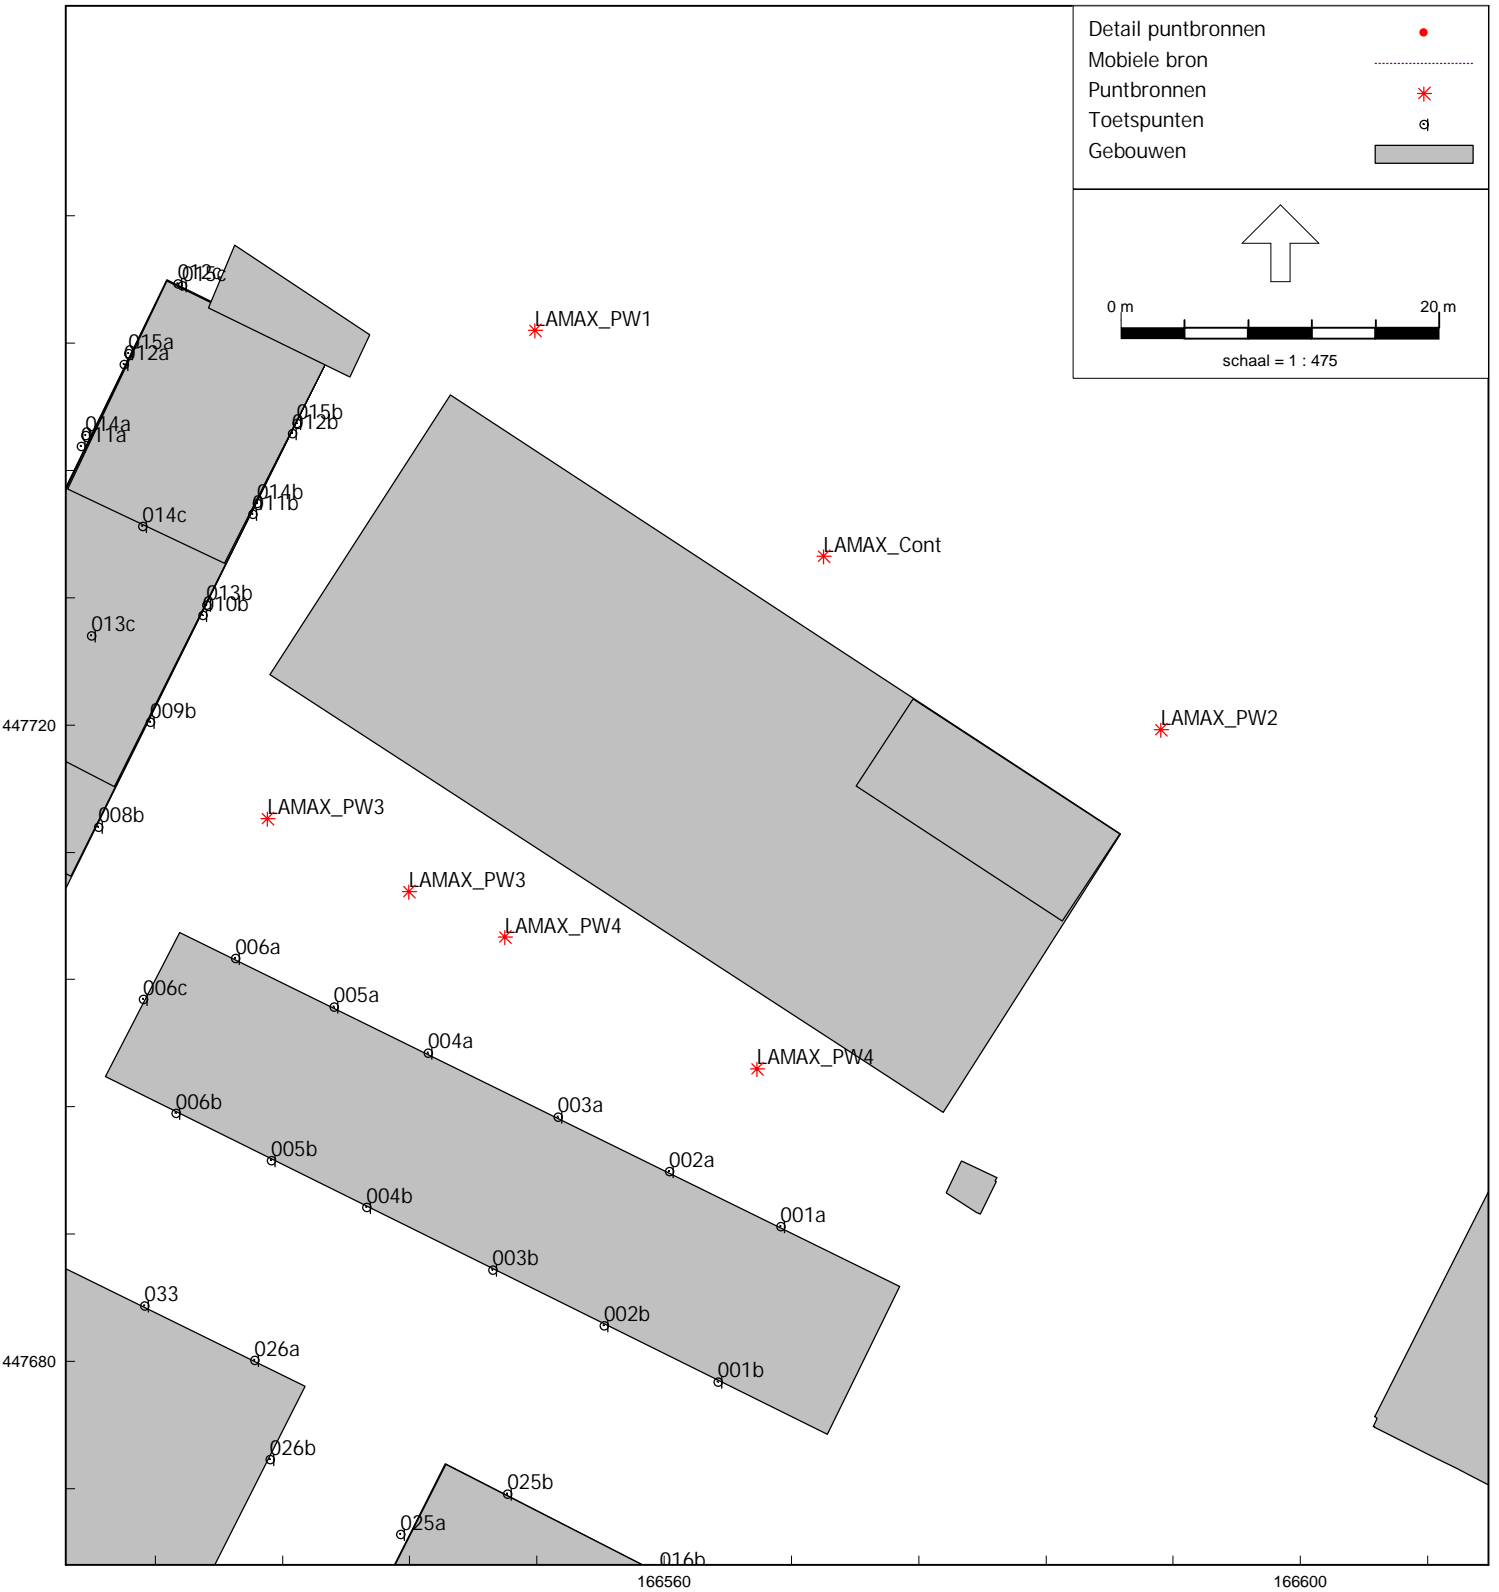 Detail puntbronnen
Mobiele bron
Puntbronnen
Toetspunten
Gebouwen
0 m
20 m
schaal = 1 : 475
012c
015c
LAMAX_PW1
015a
012a
015b
012b
014a
011a
014b
011b
014c
LAMAX_Cont
013b
010b
013c
009b
LAMAX_PW2
447720
LAMAX_PW3
008b
LAMAX_PW3
LAMAX_PW4
006a
006c
005a
004a
LAMAX_PW4
006b
003a
005b
002a
004b
001a
003b
033
002b
026a
447680
001b
026b
025b
025a
016b
166560
166600